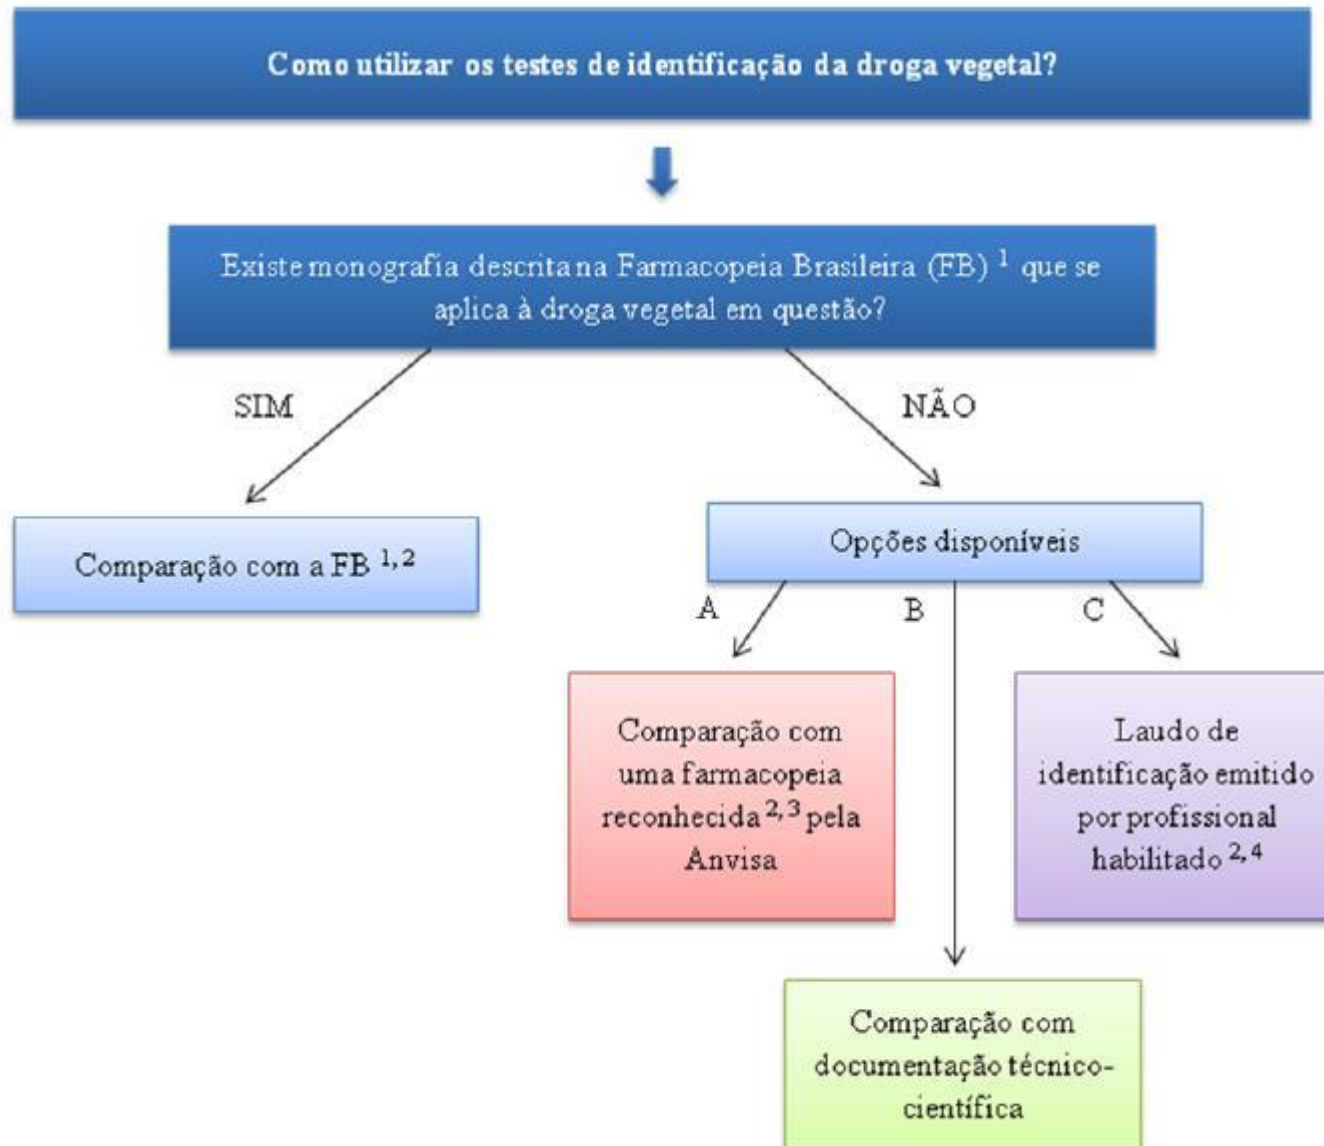 Como utilizar os testes de identificação da droga vegetal?
Existe monografia descrita na Farmacopeia Brasileira (FB) ¹ que se
aplica à droga vegetal em questão?
SIM
NÃO
Comparação com a FB ¹,²
Opções disponíveis
A
B
C
Comparação com
uma farmacopeia
reconhecida ²,³ pela
Anvisa
Laudo de
identificação emitido
por profissional
habilitado ²,⁴
Comparação com
documentação técnico-
científica